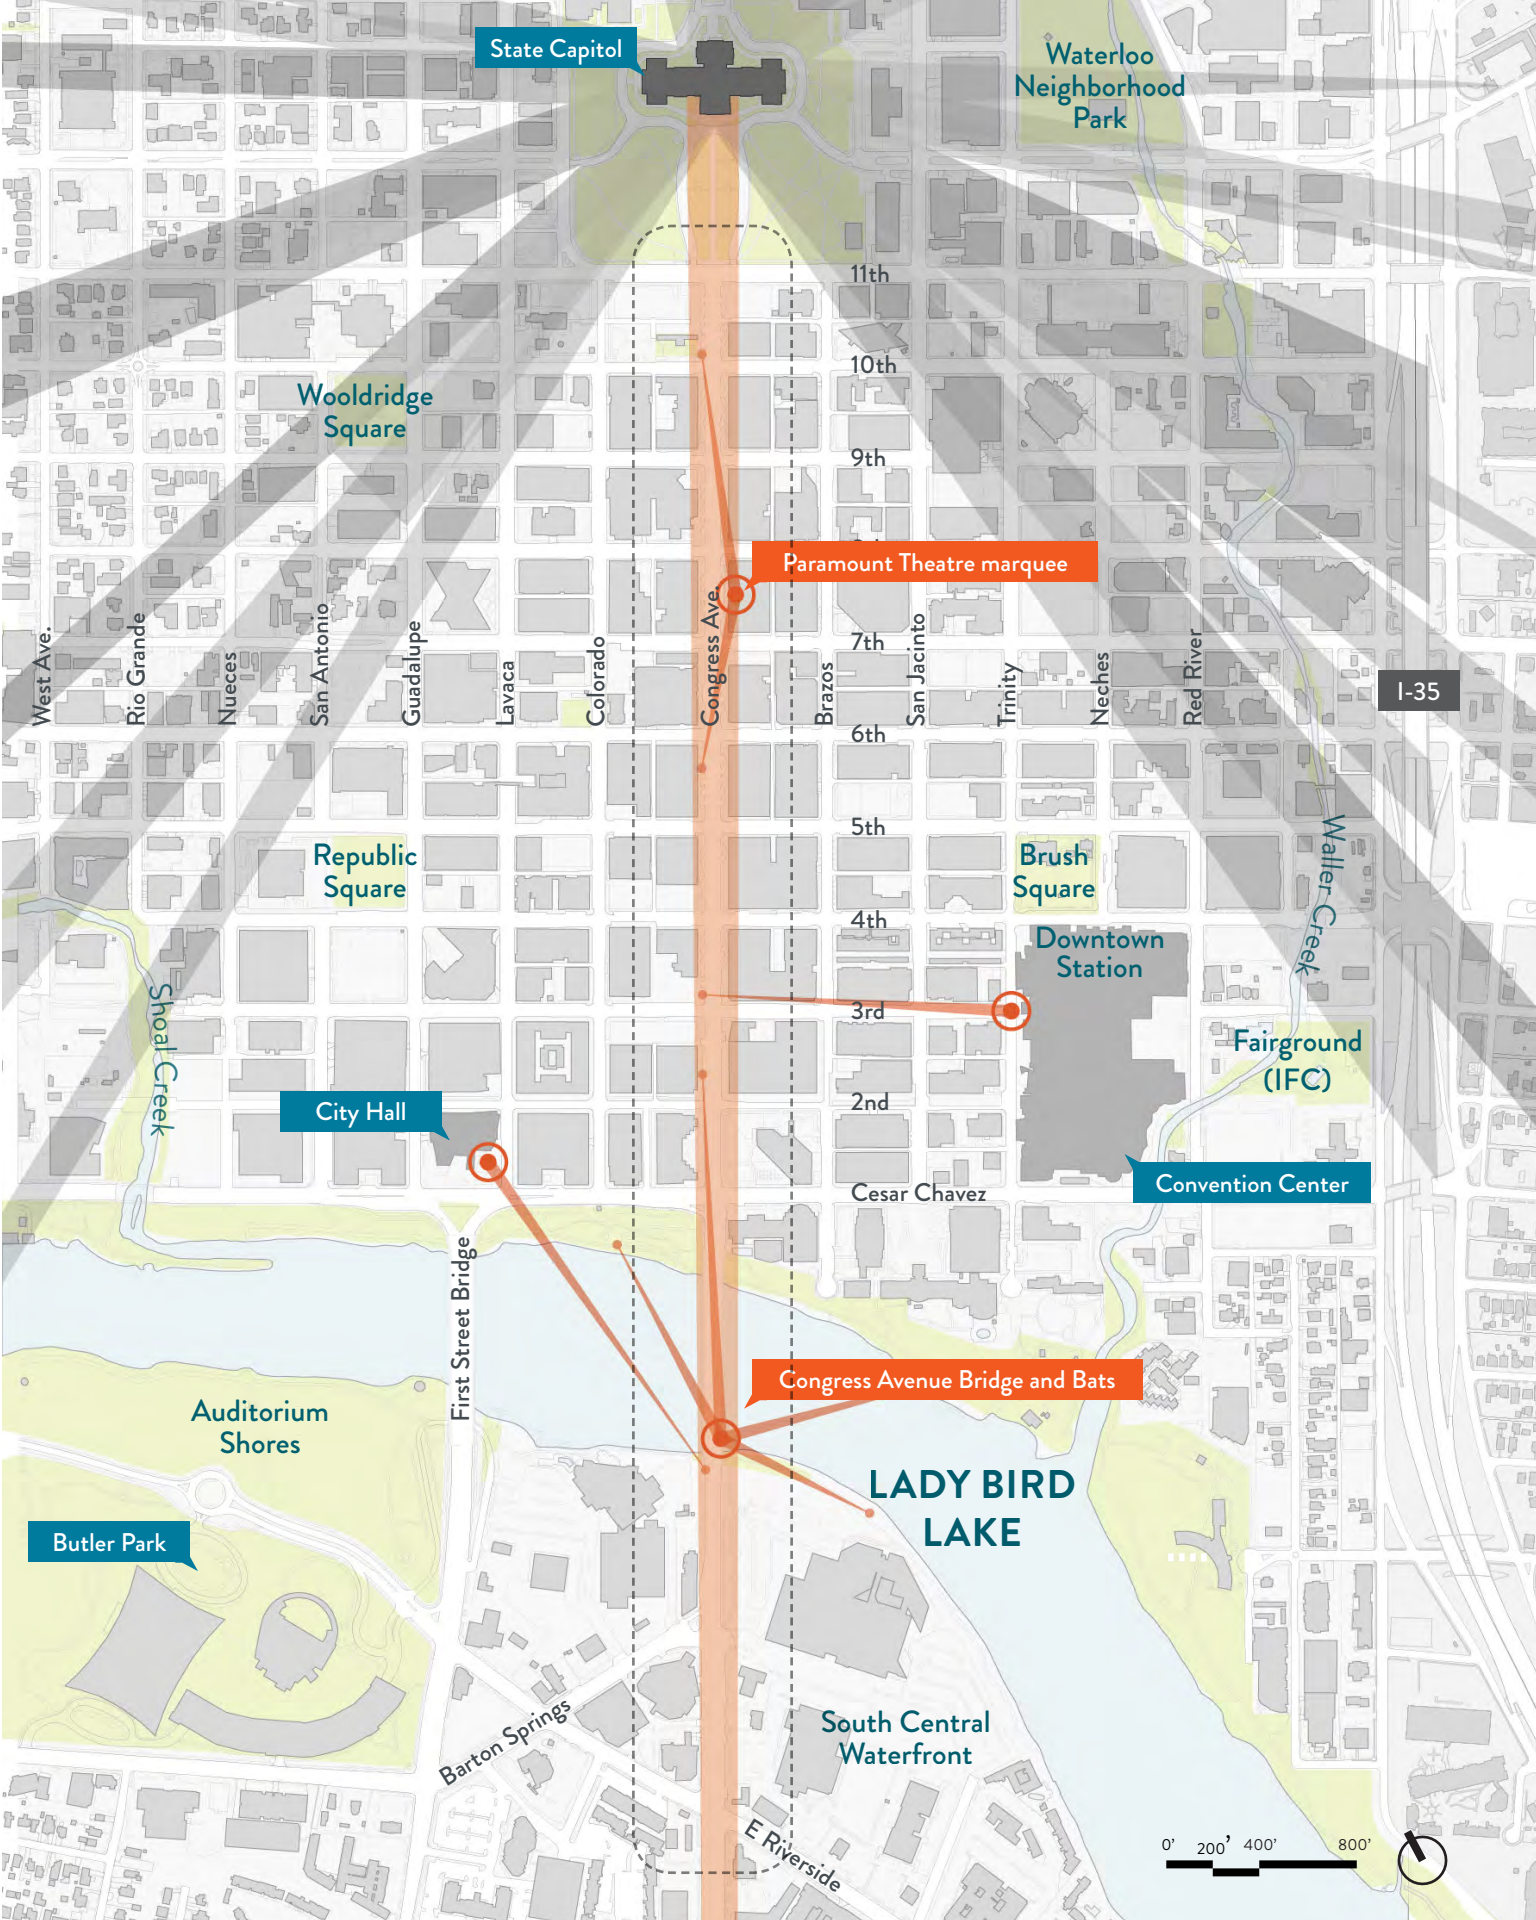 State Capitol
Waterloo
Neighborhood
Park
11th
10th
Wooldridge
Square
9th
Paramount Theatre marquee
7th
West Ave.
Rio Grande
Nueces
San Antonio
Guadalupe
Lavaca
Colorado
Congress Ave.
Brazos
San Jacinto
Trinity
Neches
Red River
I-35
6th
5th
Republic
Square
Brush
Square
Waller Creek
4th
Downtown
Station
Shoal Creek
3rd
Fairground
(IFC)
City Hall
2nd
Convention Center
Cesar Chavez
First Street Bridge
Congress Avenue Bridge and Bats
Auditorium
Shores
LADY BIRD
LAKE
Butler Park
Barton Springs
South Central
Waterfront
E Riverside
0' 200' 400' 800'